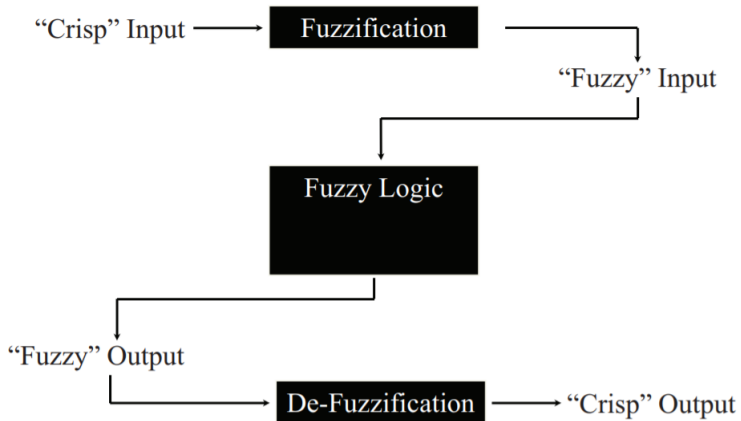 “Crisp” Input
Fuzzification
“Fuzzy” Input
Fuzzy Logic
“Fuzzy” Output
De-Fuzzification
“Crisp” Output